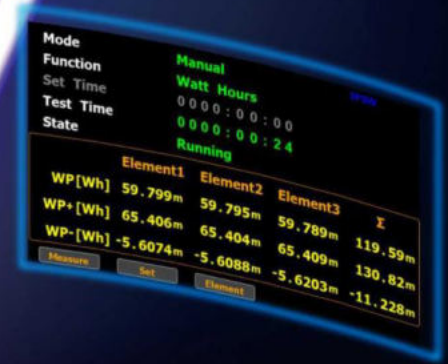 Mode Manual
Function Watt Hours
Set Time 0000:00:00
Test Time 0000:00:24
State Running
Element1 Element2 Element3 Σ
WP[Wh] 59.799m 59.795m 59.789m 119.59m
WP+[Wh] 65.406m 65.404m 65.409m 130.82m
WP-[Wh] -5.6074m -5.6088m -5.6203m -11.228m
Measure Set Element